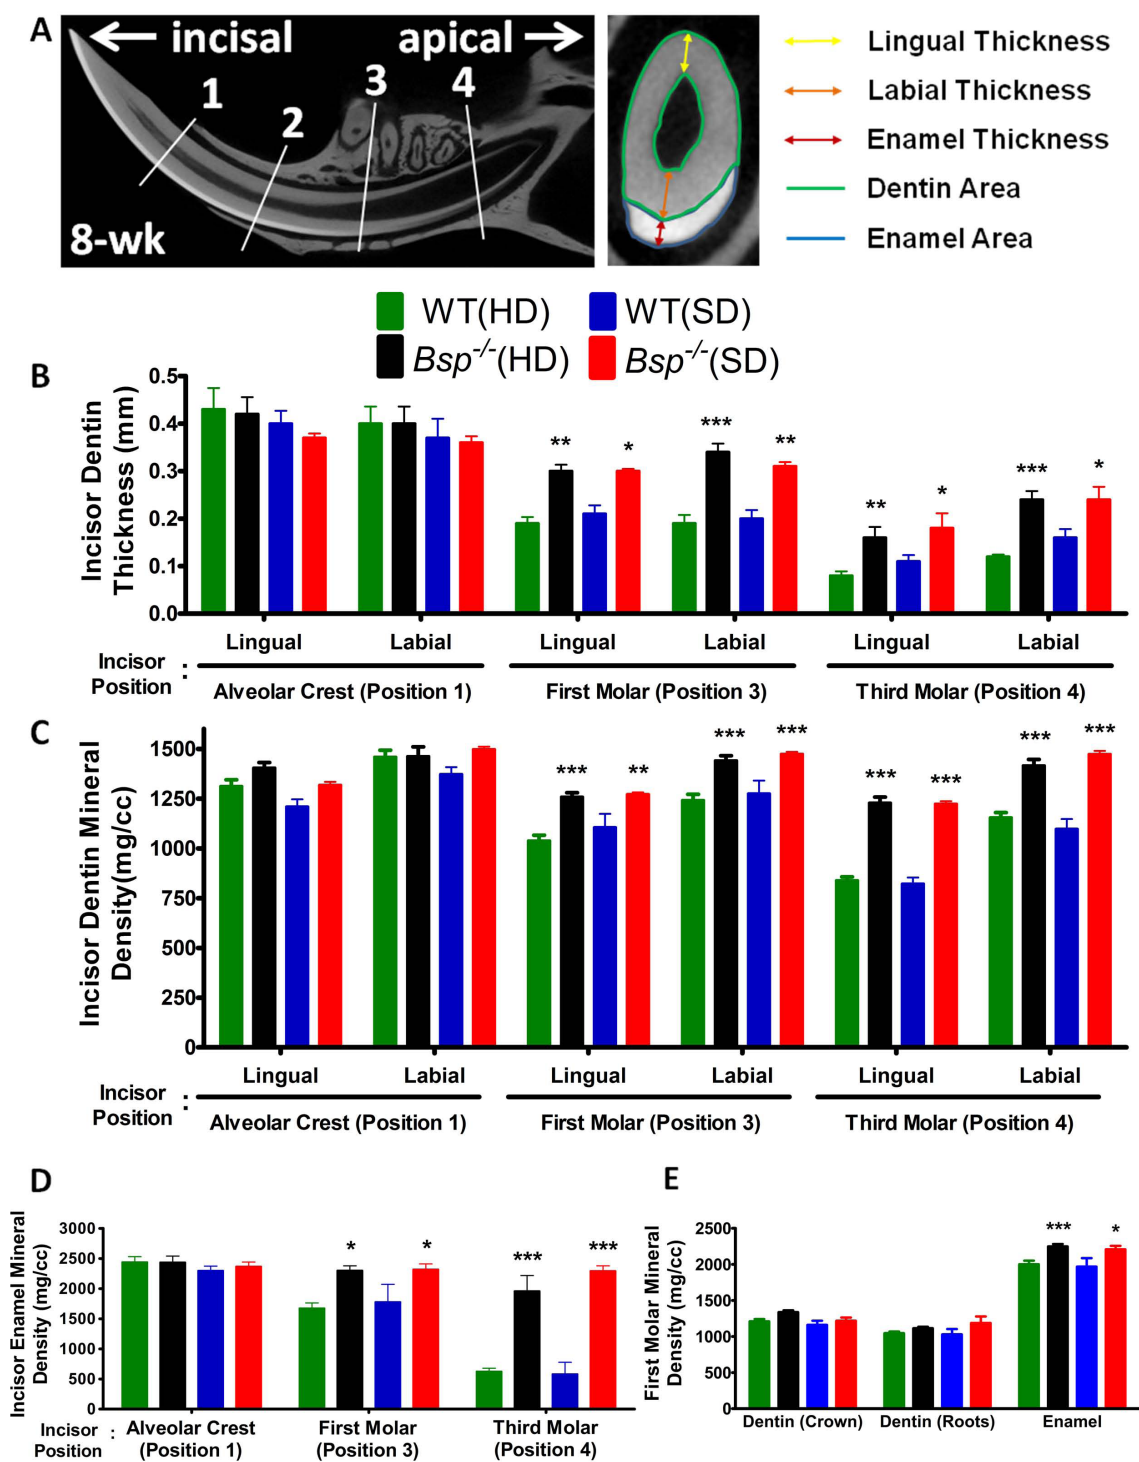 A
incisal
apical
1
2
3
4
8-wk
Lingual Thickness
Labial Thickness
Enamel Thickness
Dentin Area
Enamel Area
WT(HD)
WT(SD)
Bsp-/-(HD)
Bsp-/-(SD)
B
Incisor Dentin
Thickness (mm)
0.5
0.4
0.3
0.2
0.1
0.0
** * *** ** ** * *** *
Lingual Labial Lingual Labial Lingual Labial
Incisor
Position :
Alveolar Crest (Position 1) First Molar (Position 3) Third Molar (Position 4)
C
Incisor Dentin Mineral
Density(mg/cc)
1500
1250
1000
750
500
250
0
*** ** *** *** *** *** *** ***
Lingual Labial Lingual Labial Lingual Labial
Incisor
Position :
Alveolar Crest (Position 1) First Molar (Position 3) Third Molar (Position 4)
D
Incisor Enamel Mineral
Density (mg/cc)
3000
2500
2000
1500
1000
500
0
* * *** ***
Incisor
Position :
Alveolar Crest
(Position 1)
First Molar
(Position 3)
Third Molar
(Position 4)
E
First Molar Mineral
Density (mg/cc)
2500
2000
1500
1000
500
0
*** *
Dentin (Crown) Dentin (Roots) Enamel